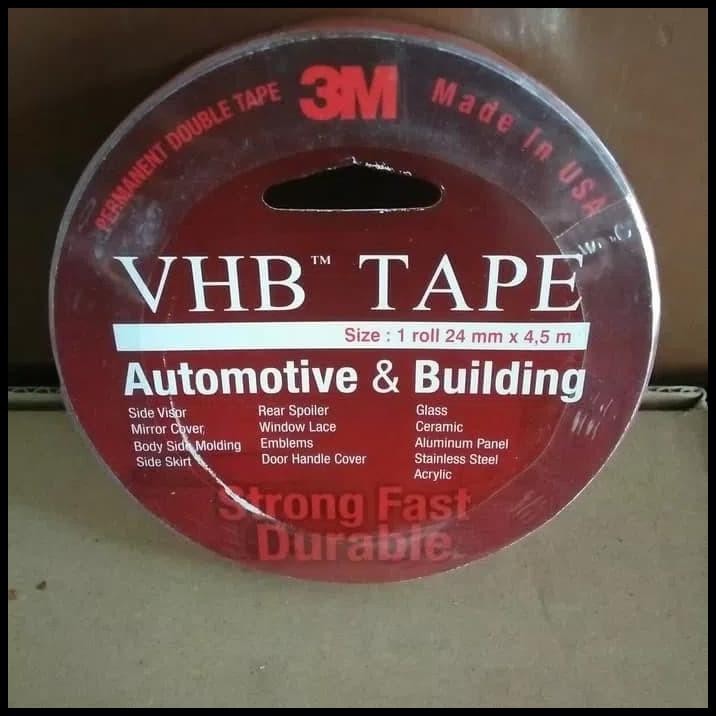 PERMANENT DOUBLE TAPE 3M Made In USA
VHB™ TAPE
Size : 1 roll 24 mm x 4,5 m
Automotive & Building
Side Visor
Mirror Cover
Body Side Molding
Side Skirt
Rear Spoiler
Window Lace
Emblems
Door Handle Cover
Glass
Ceramic
Aluminum Panel
Stainless Steel
Acrylic
Strong Fast
Durable